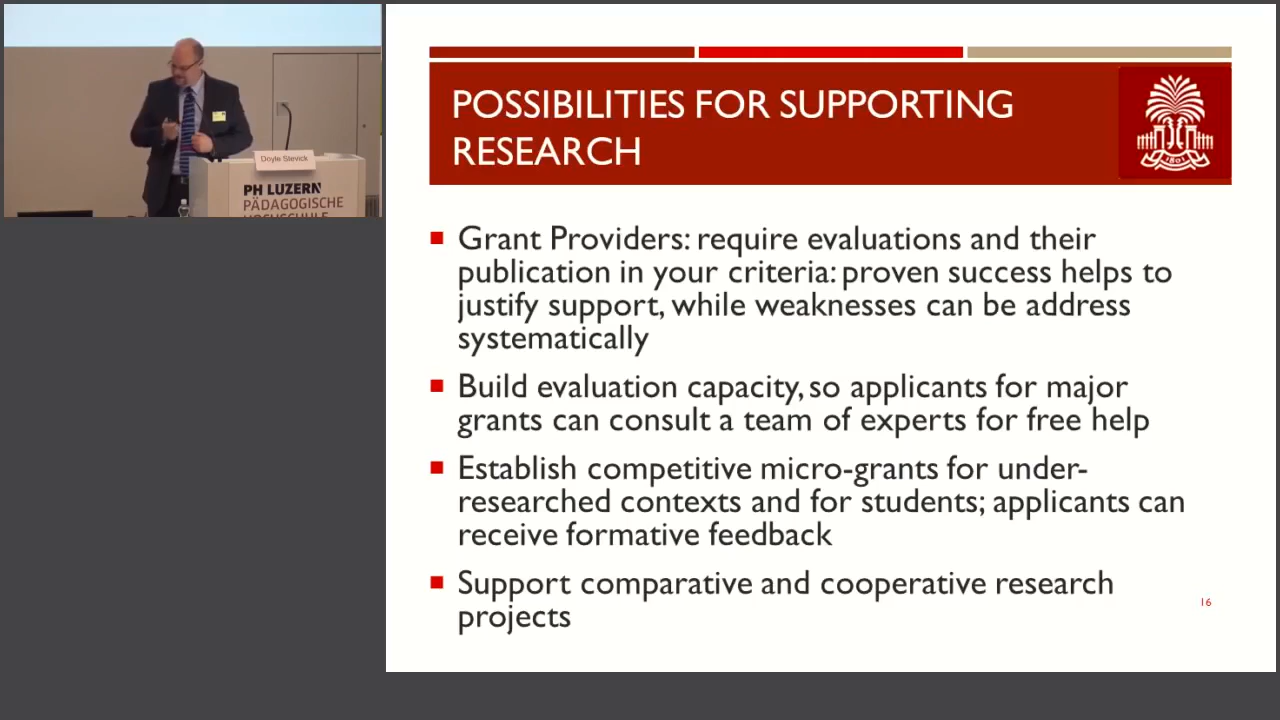 Doyle Stevick
PH LUZERN
PÄDAGOGISCHE
HOCHSCHULE
POSSIBILITIES FOR SUPPORTING
RESEARCH
1801
Grant Providers: require evaluations and their
publication in your criteria: proven success helps to
justify support, while weaknesses can be address
systematically
Build evaluation capacity, so applicants for major
grants can consult a team of experts for free help
Establish competitive micro-grants for under-
researched contexts and for students; applicants can
receive formative feedback
Support comparative and cooperative research
projects
16